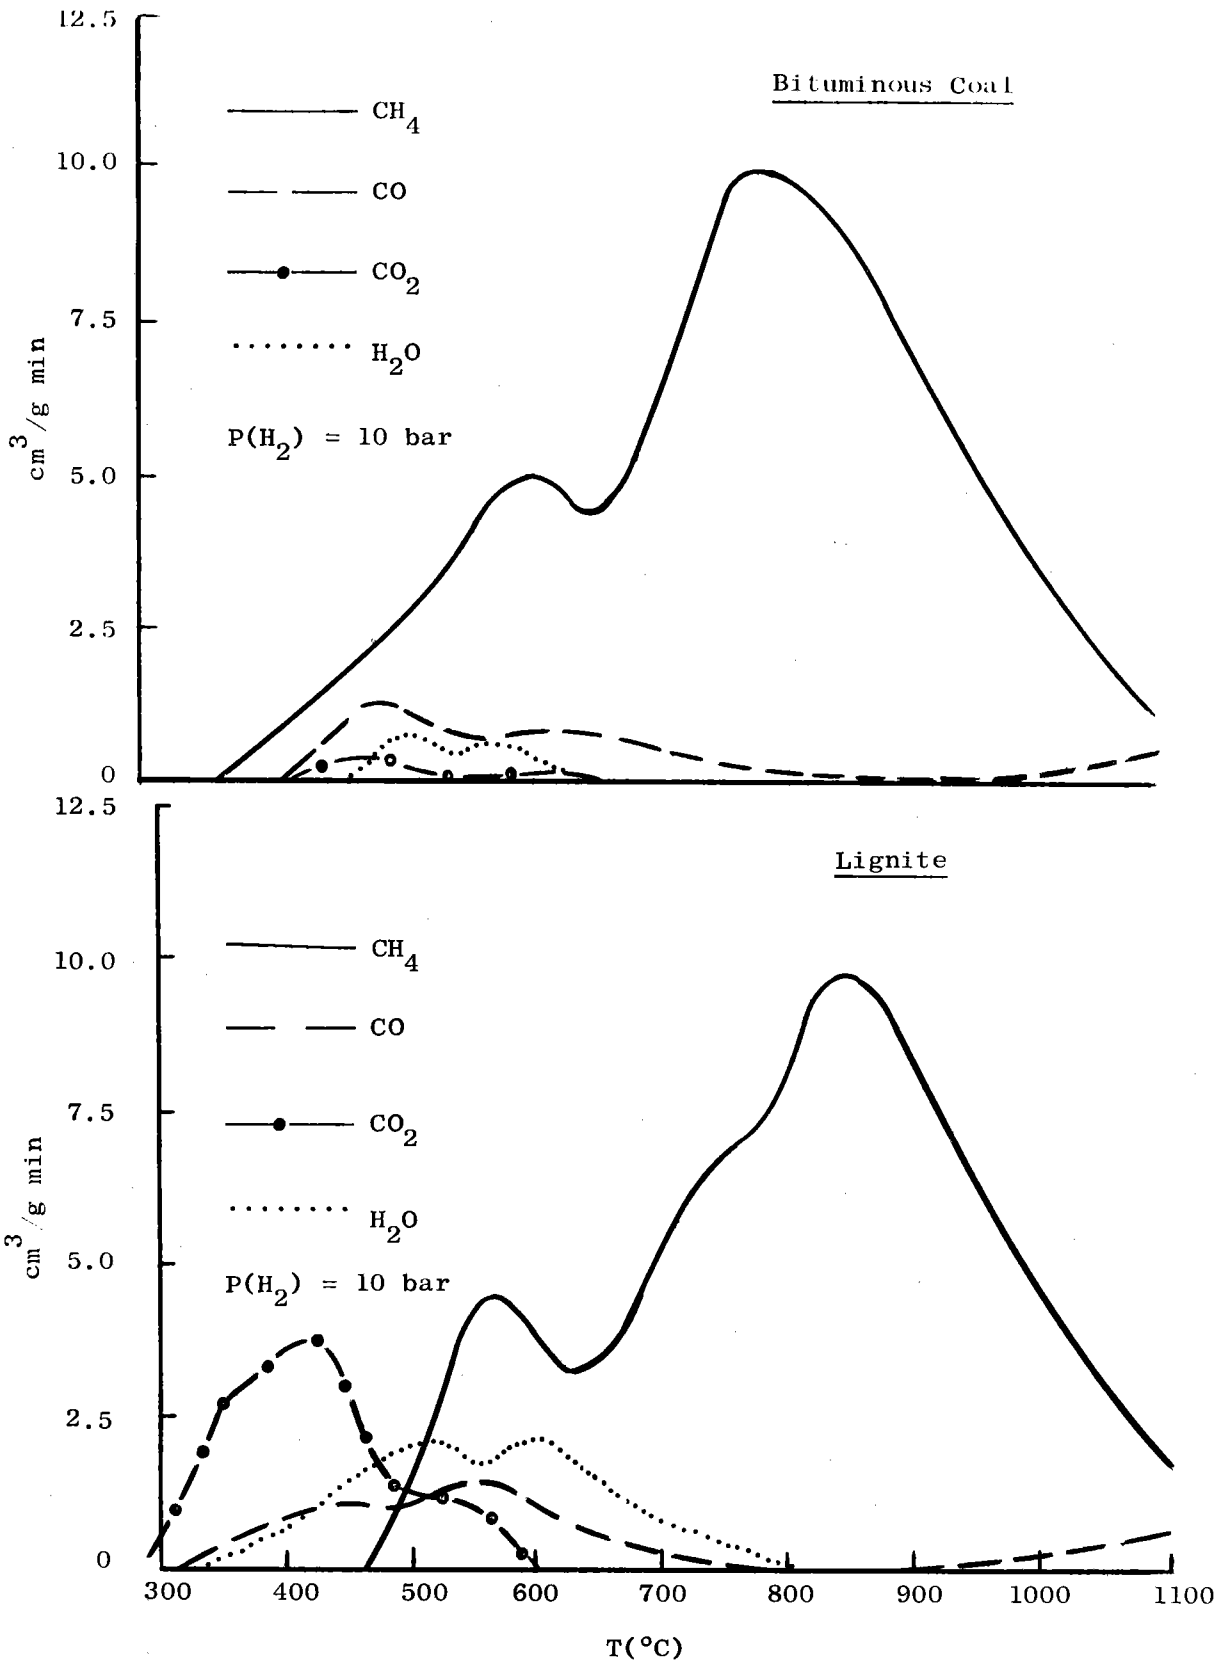 12.5
Bituminous Coal
CH4
10.0
CO
CO2
7.5
H2O
cm3/g min
P(H2) = 10 bar
5.0
2.5
0
12.5
Lignite
CH4
10.0
CO
7.5
CO2
H2O
cm3/g min
5.0
P(H2) = 10 bar
2.5
0
300 400 500 600 700 800 900 1000 1100
T(°C)